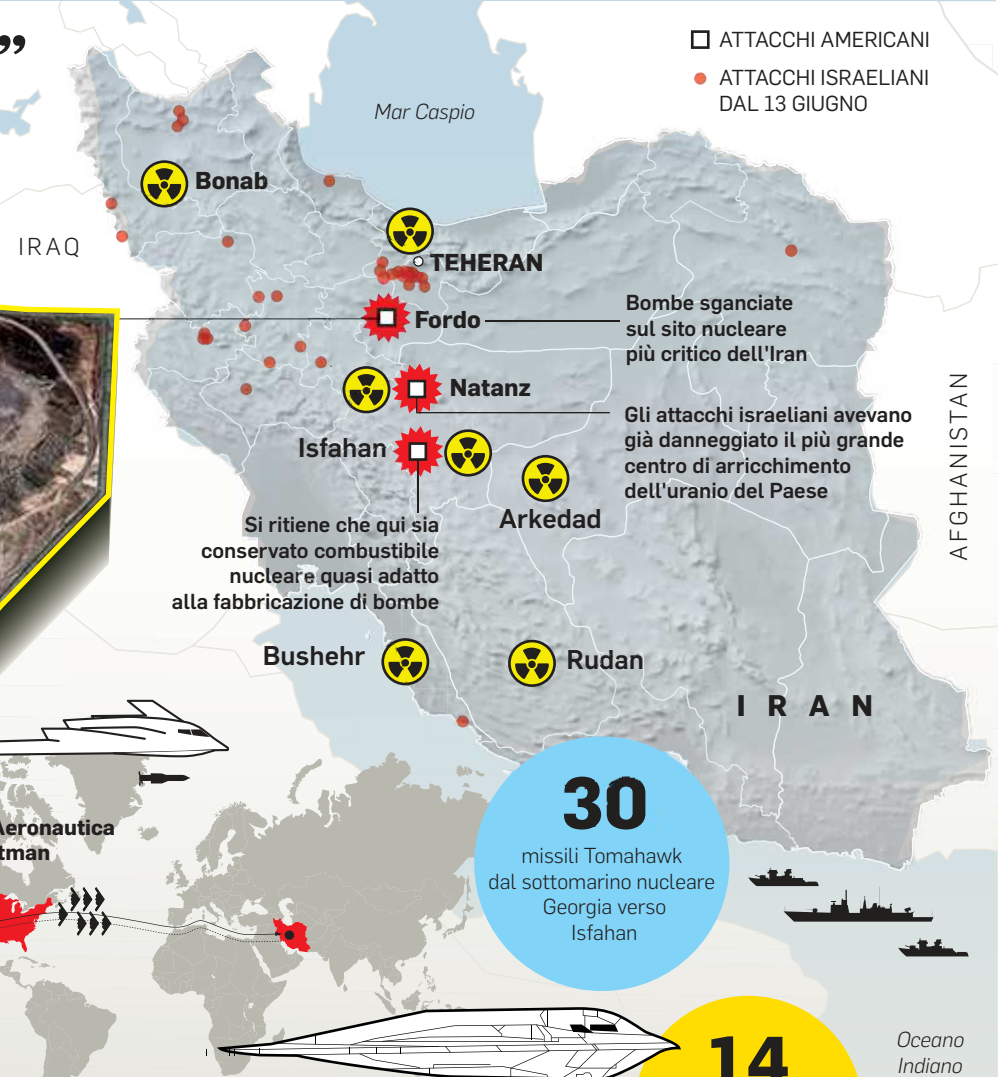 ”
ATTACCHI AMERICANI
ATTACCHI ISRAELIANI
DAL 13 GIUGNO
Mar Caspio
Bonab
IRAQ
TEHERAN
Fordo
Bombe sganciate
sul sito nucleare
più critico dell'Iran
Natanz
Gli attacchi israeliani avevano
già danneggiato il più grande
centro di arricchimento
dell'uranio del Paese
AFGHANISTAN
Isfahan
Arkedad
Si ritiene che qui sia
conservato combustibile
nucleare quasi adatto
alla fabbricazione di bombe
Bushehr
Rudan
IRAN
30
missili Tomahawk
dal sottomarino nucleare
Georgia verso
Isfahan
Aeronautica
tman
14
Oceano
Indiano